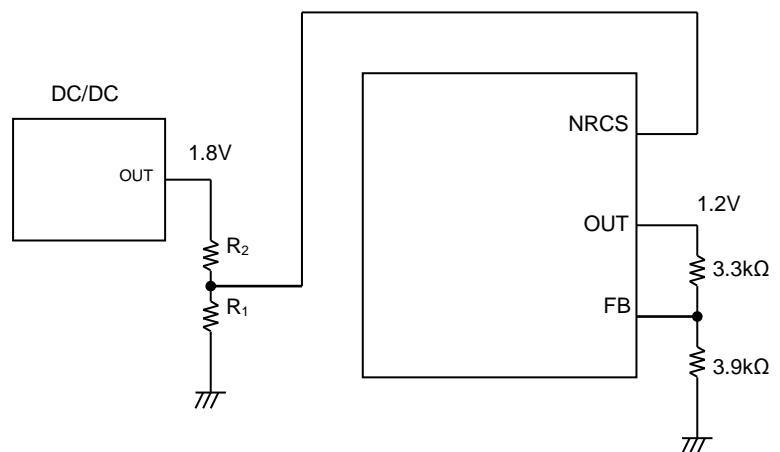 DC/DC
OUT
1.8V
R2
R1
NRCS
OUT
1.2V
3.3kΩ
FB
3.9kΩ